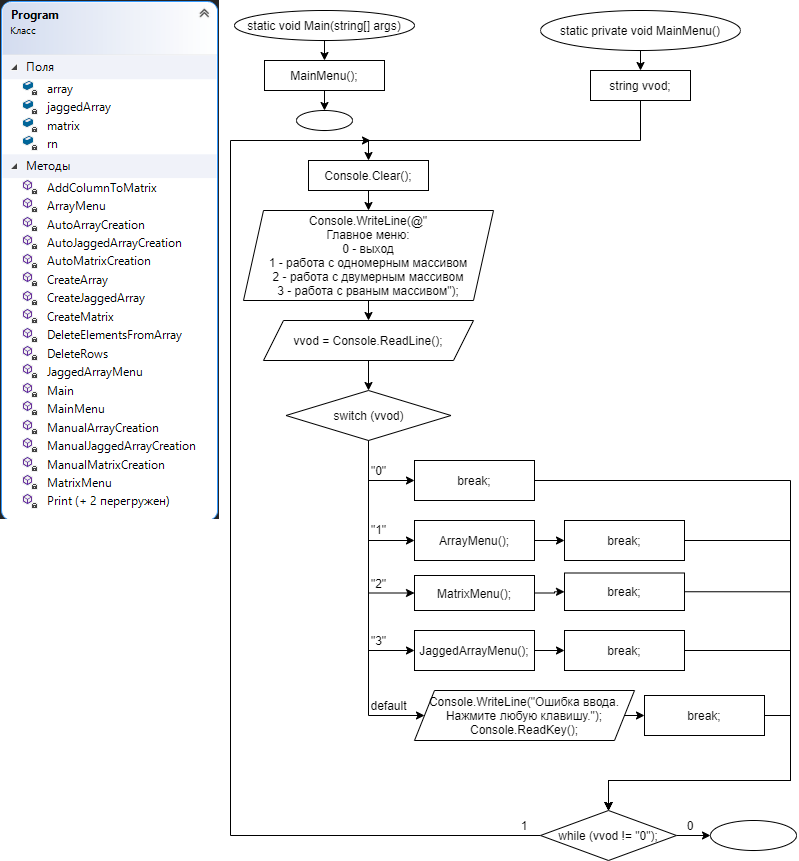 Program
Класс
Поля
array
jaggedArray
matrix
rn
Методы
AddColumnToMatrix
ArrayMenu
AutoArrayCreation
AutoJaggedArrayCreation
AutoMatrixCreation
CreateArray
CreateJaggedArray
CreateMatrix
DeleteElementsFromArray
DeleteRows
JaggedArrayMenu
Main
MainMenu
ManualArrayCreation
ManualJaggedArrayCreation
ManualMatrixCreation
MatrixMenu
Print (+ 2 перегружен)
static void Main(string[] args)
MainMenu();
static private void MainMenu()
string vvod;
Console.Clear();
Console.WriteLine(@"
Главное меню:
0 - выход
1 - работа с одномерным массивом
2 - работа с двумерным массивом
3 - работа с рваным массивом");
vvod = Console.ReadLine();
switch (vvod)
"0"
break;
"1"
ArrayMenu();
break;
"2"
MatrixMenu();
break;
"3"
JaggedArrayMenu();
break;
default
Console.WriteLine("Ошибка ввода.
Нажмите любую клавишу.");
Console.ReadKey();
break;
1
while (vvod != "0");
0